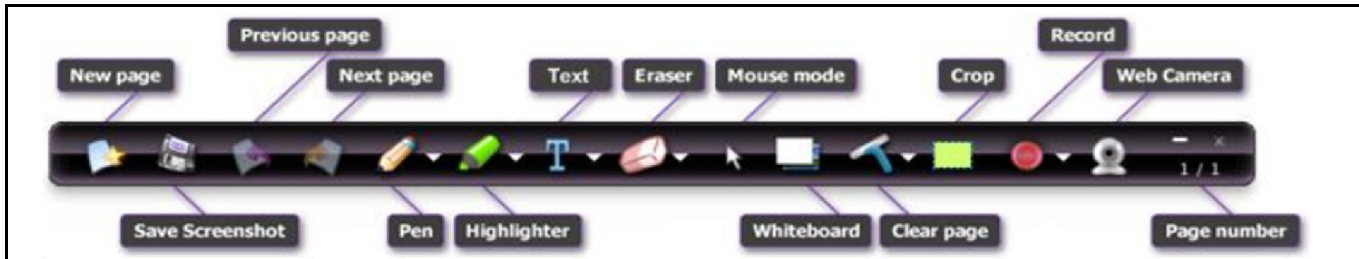 Previous page
Record
New page
Next page
Text
Eraser
Mouse mode
Crop
Web Camera
T
1 / 1
Save Screenshot
Pen
Highlighter
Whiteboard
Clear page
Page number